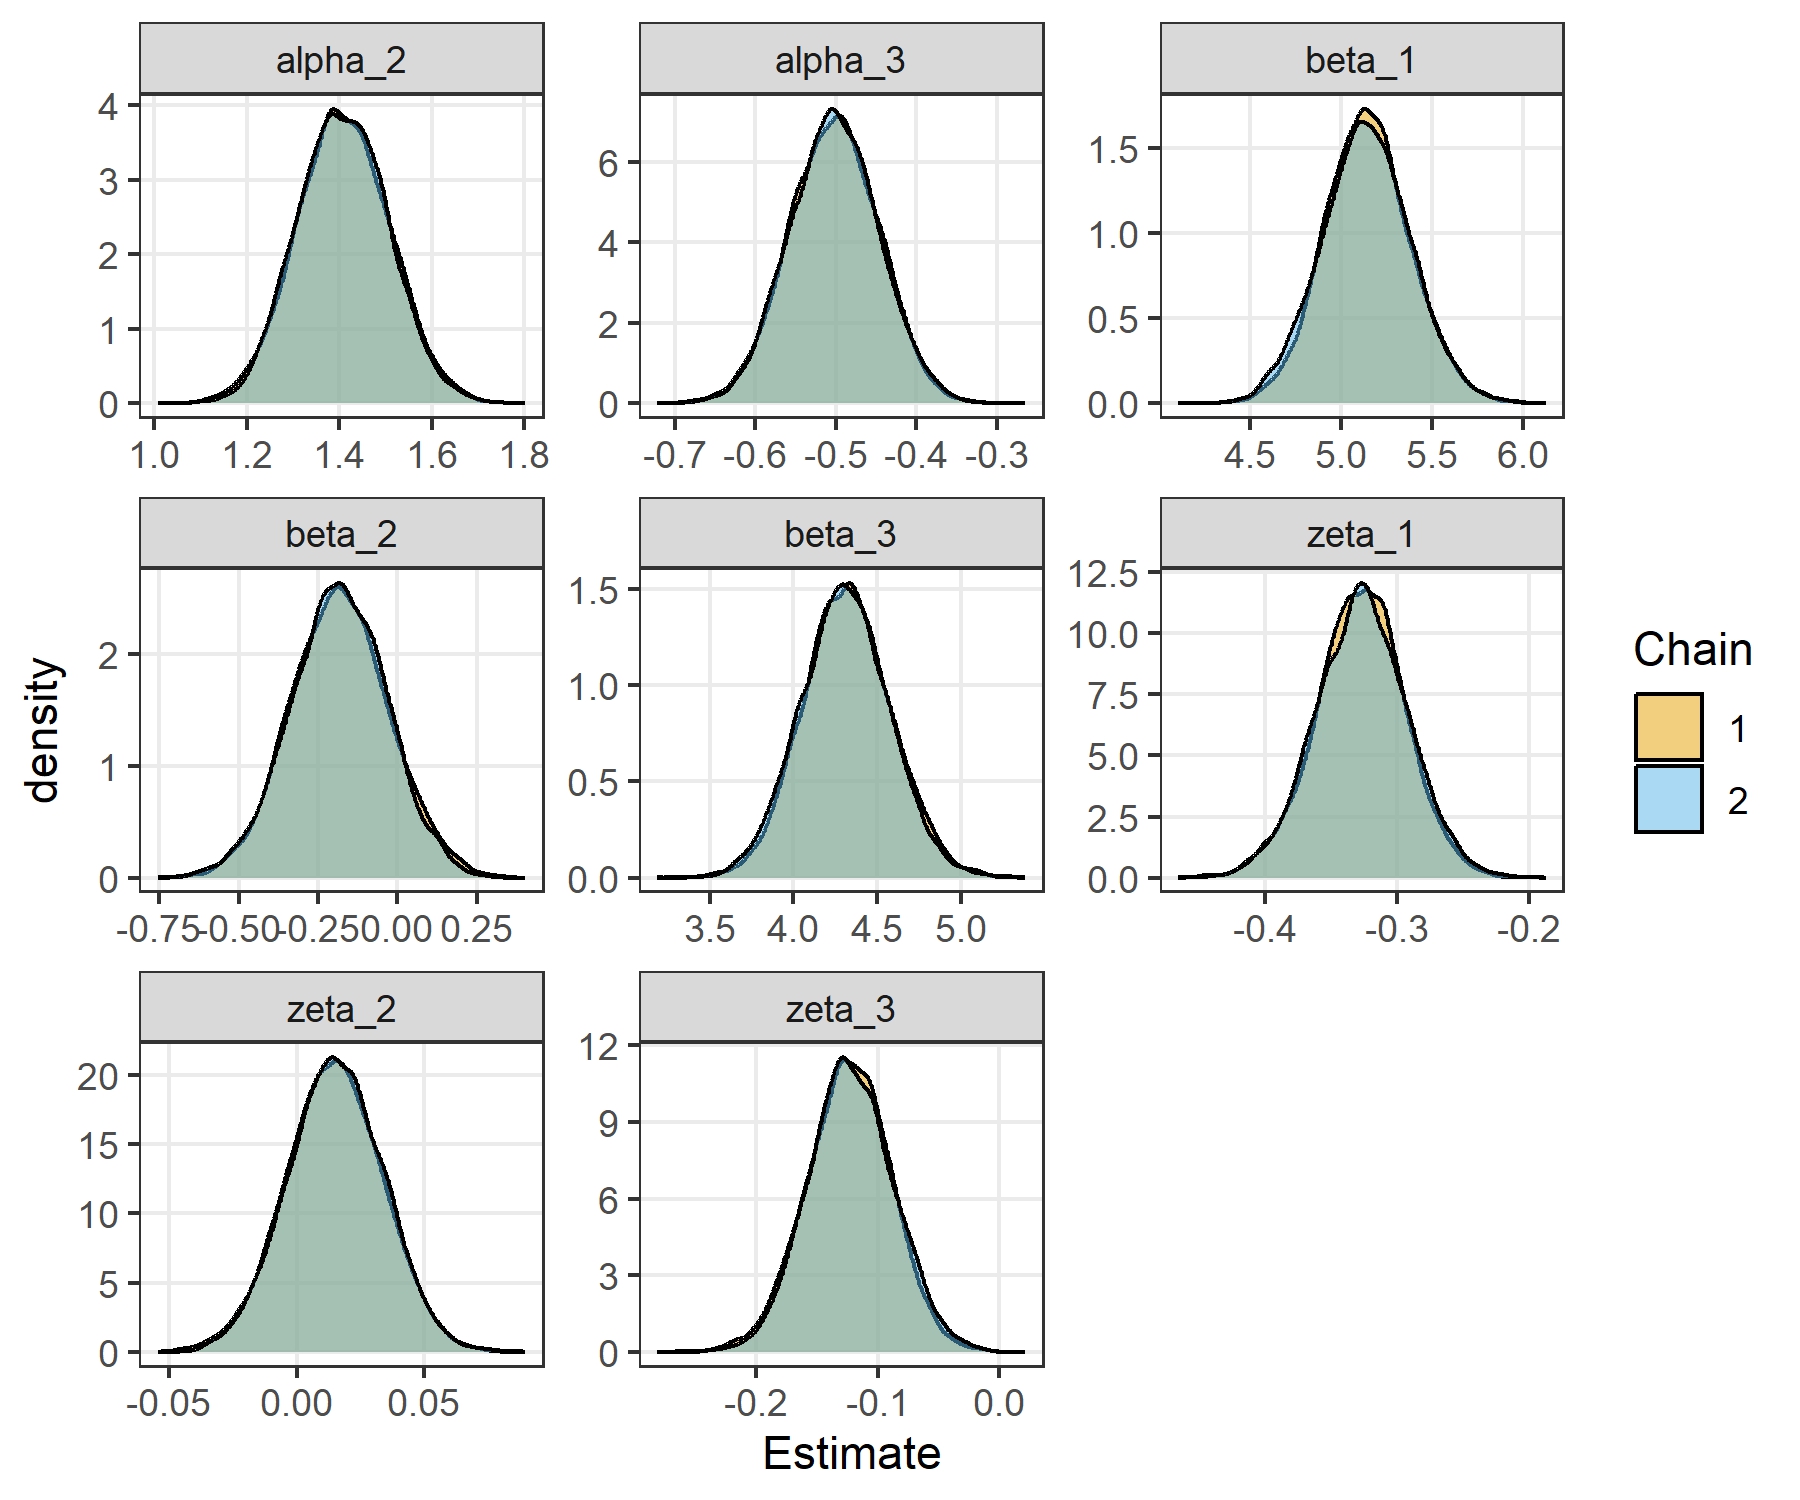 alpha_2 alpha_3 beta_1
4 3 2 1 0
6 4 2 0
1.5 1.0 0.5 0.0
1.0 1.2 1.4 1.6 1.8
-0.7 -0.6 -0.5 -0.4 -0.3
4.5 5.0 5.5 6.0
beta_2 beta_3 zeta_1
2 1 0
1.5 1.0 0.5 0.0
12.5 10.0 7.5 5.0 2.5 0.0
-0.75 -0.50 -0.25 0.00 0.25
3.5 4.0 4.5 5.0
-0.4 -0.3 -0.2
zeta_2 zeta_3
20 15 10 5 0
12 9 6 3 0
-0.05 0.00 0.05
-0.2 -0.1 0.0
density
Estimate
Chain
1
2